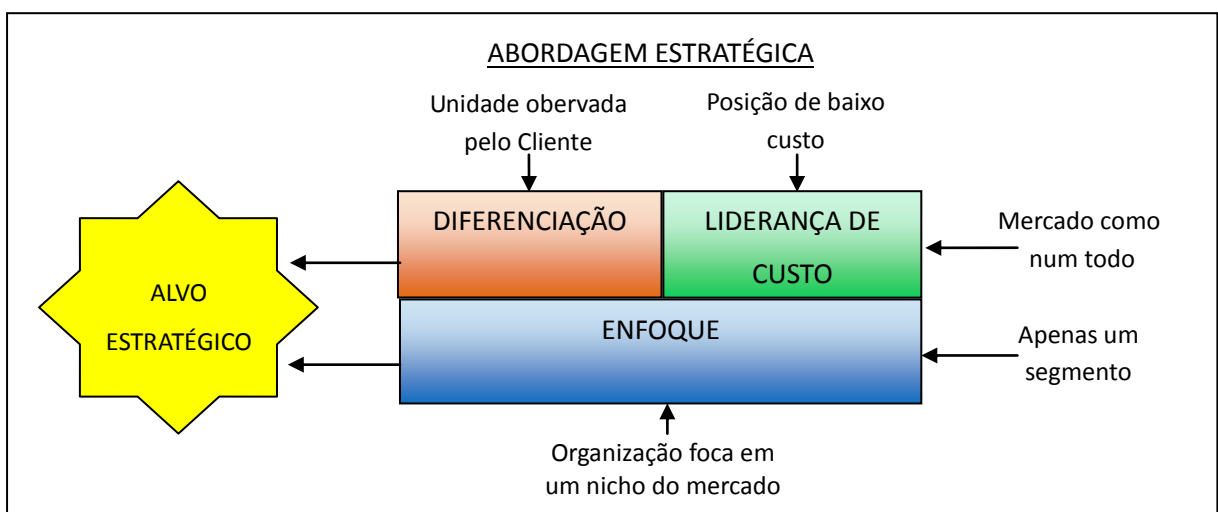 ABORDAGEM ESTRATÉGICA
Unidade obervada
pelo Cliente
Posição de baixo
custo
DIFERENCIAÇÃO
LIDERANÇA DE
CUSTO
Mercado como
num todo
ALVO
ESTRATÉGICO
ENFOQUE
Apenas um
segmento
Organização foca em
um nicho do mercado